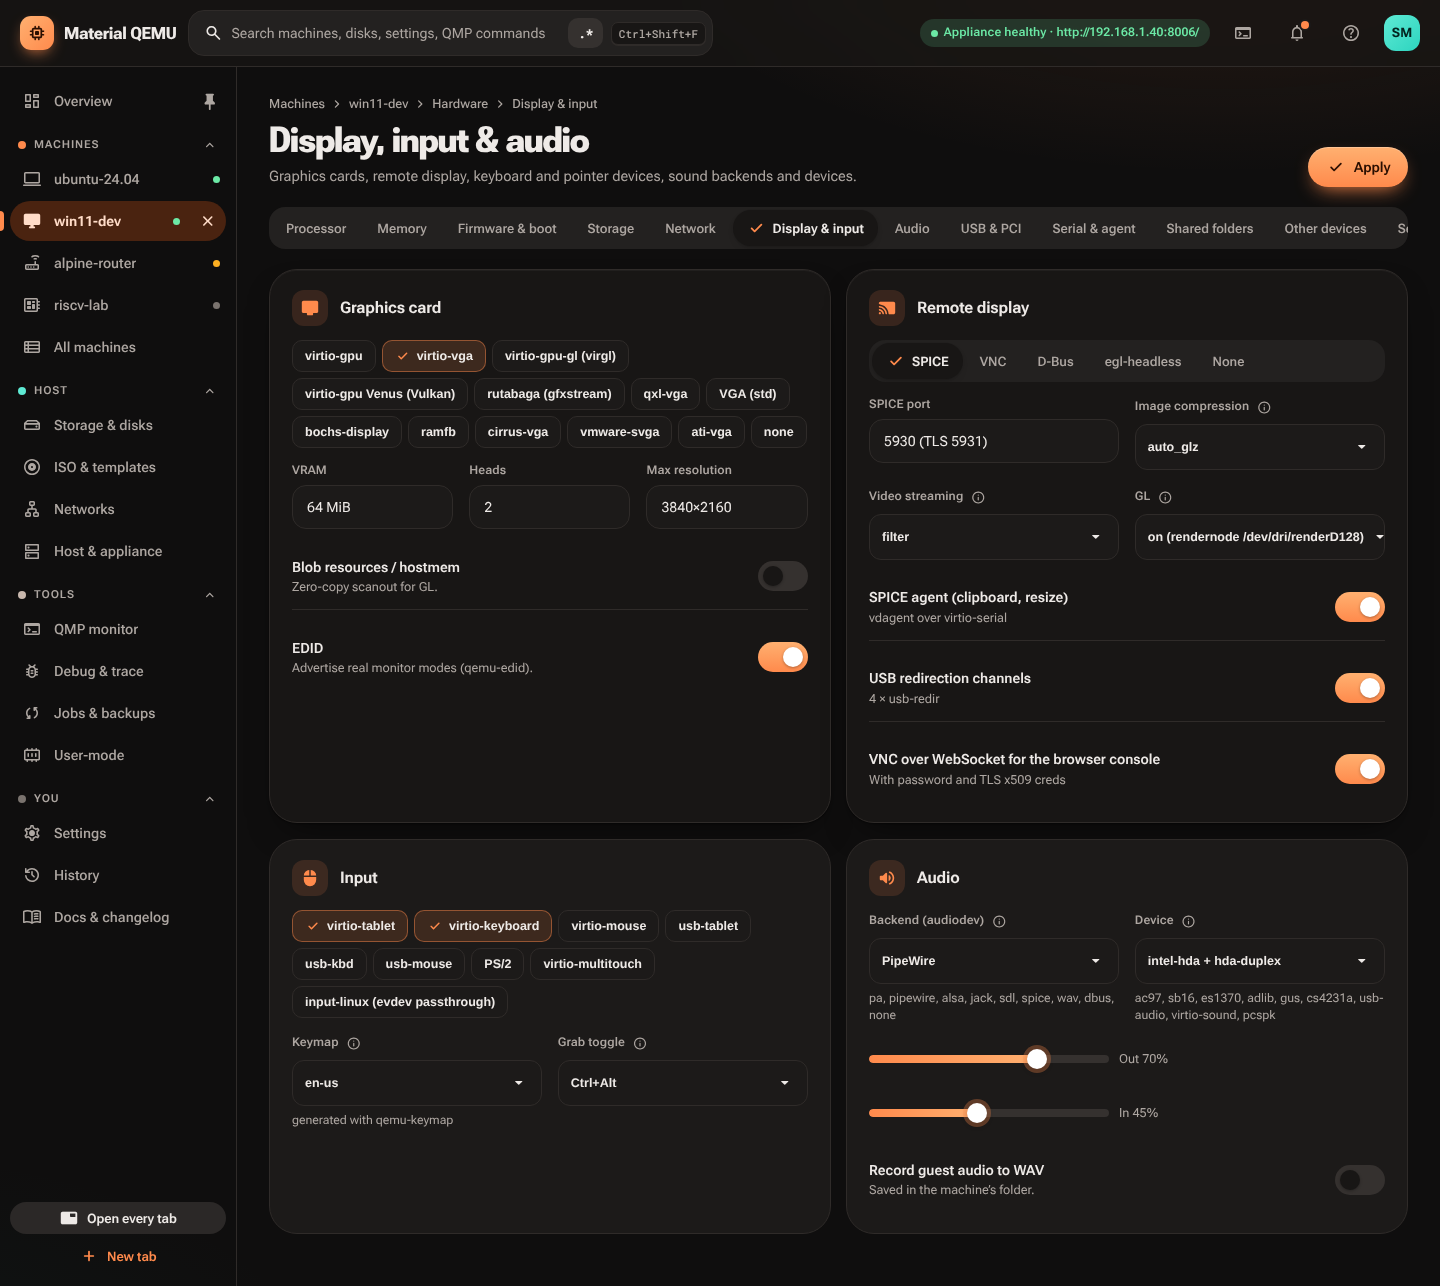 Material QEMU
Search machines, disks, settings, QMP commands
.*
Ctrl+Shift+F
Appliance healthy · http://192.168.1.40:8006/
SM
Overview
MACHINES
ubuntu-24.04
win11-dev
alpine-router
riscv-lab
All machines
HOST
Storage & disks
ISO & templates
Networks
Host & appliance
TOOLS
QMP monitor
Debug & trace
Jobs & backups
User-mode
YOU
Settings
History
Docs & changelog
Open every tab
New tab
Machines > win11-dev > Hardware > Display & input
Display, input & audio
Graphics cards, remote display, keyboard and pointer devices, sound backends and devices.
Apply
Processor Memory Firmware & boot Storage Network Display & input Audio USB & PCI Serial & agent Shared folders Other devices
Graphics card
virtio-gpu virtio-vga virtio-gpu-gl (virgl)
virtio-gpu Venus (Vulkan) rutabaga (gfxstream) qxl-vga VGA (std)
bochs-display ramfb cirrus-vga vmware-svga ati-vga none
VRAM Heads Max resolution
64 MiB 2 3840×2160
Blob resources / hostmem
Zero-copy scanout for GL.
EDID
Advertise real monitor modes (qemu-edid).
Remote display
SPICE VNC D-Bus egl-headless None
SPICE port Image compression
5930 (TLS 5931) auto_glz
Video streaming GL
filter on (rendernode /dev/dri/renderD128)
SPICE agent (clipboard, resize)
vdagent over virtio-serial
USB redirection channels
4 × usb-redir
VNC over WebSocket for the browser console
With password and TLS x509 creds
Input
virtio-tablet virtio-keyboard virtio-mouse usb-tablet
usb-kbd usb-mouse PS/2 virtio-multitouch
input-linux (evdev passthrough)
Keymap Grab toggle
en-us Ctrl+Alt
generated with qemu-keymap
Audio
Backend (audiodev) Device
PipeWire intel-hda + hda-duplex
pa, pipewire, alsa, jack, sdl, spice, wav, dbus,
none
ac97, sb16, es1370, adlib, gus, cs4231a, usb-
audio, virtio-sound, pcspk
Out 70%
In 45%
Record guest audio to WAV
Saved in the machine's folder.